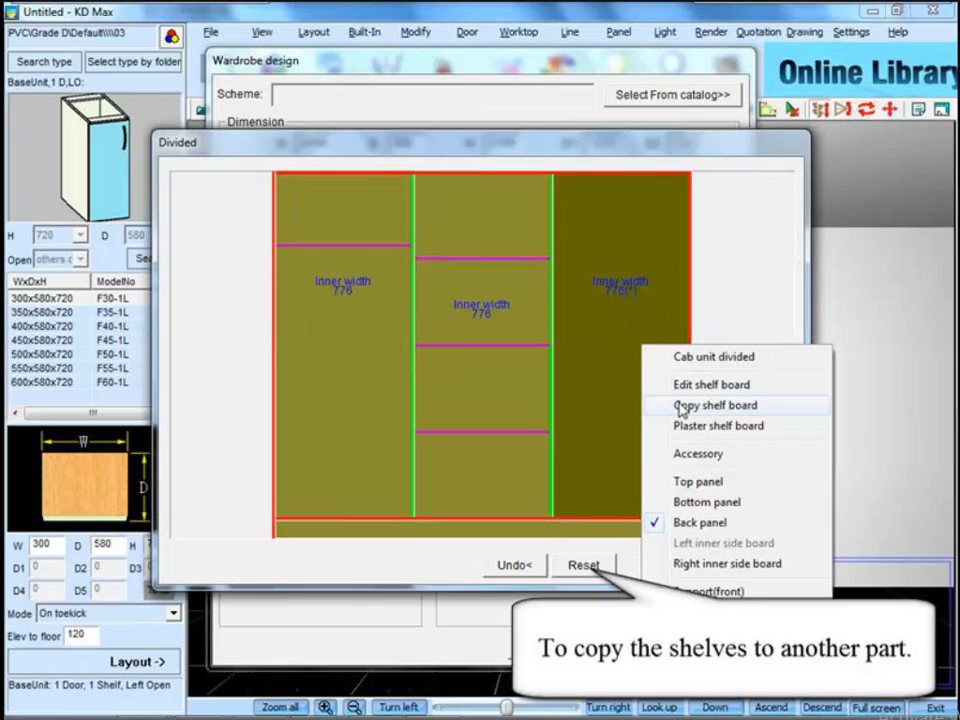 Untitled - KD Max
PVC\Grade D\Default\\\\03
File View Layout Built-In Modify Door Worktop Line Panel Light Render Quotation Drawing Settings Help
Search type Select type by folder
BaseUnit,1 D,LO:
Wardrobe design
Scheme: Select From catalog>>
Dimension
Online Library
Divided
Inner width
776
Inner width
776
Inner width
776(*)
H 720 D 580
Open others c
WxDxH ModelNo
300x580x720 F30-1L
350x580x720 F35-1L
400x580x720 F40-1L
450x580x720 F45-1L
500x580x720 F50-1L
550x580x720 F55-1L
600x580x720 F60-1L
W
D
W 300 D 580 H
D1 0 D2 0 D3
D4 0 D5 0
Mode On toekick
Elev to floor 120
Layout ->
BaseUnit: 1 Door, 1 Shelf, Left Open
Cab unit divided
Edit shelf board
Copy shelf board
Plaster shelf board
Accessory
Top panel
Bottom panel
Back panel
Left inner side board
Right inner side board
Undo< Reset
To copy the shelves to another part.
Zoom all Turn left Turn right Look up Down Ascend Descend Full screen Exit